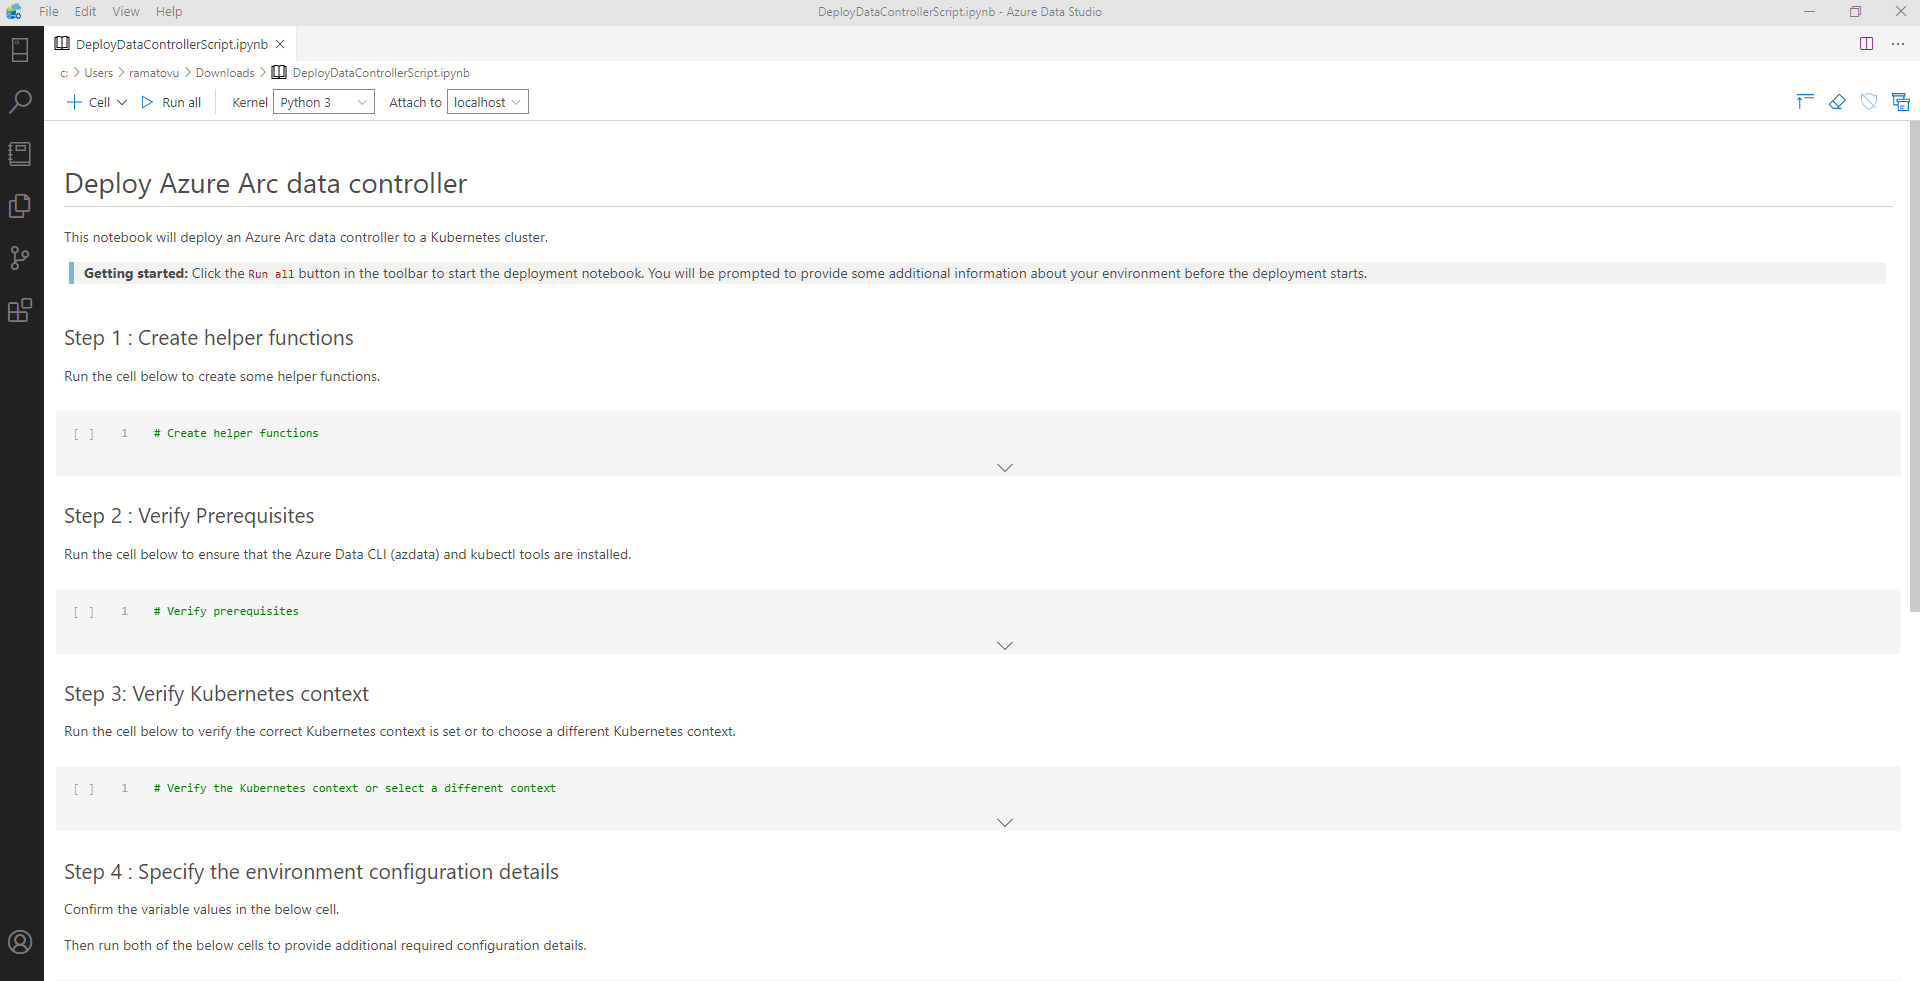 File Edit View Help DeployDataControllerScript.ipynb - Azure Data Studio
DeployDataControllerScript.ipynb
c: > Users > ramatovu > Downloads > DeployDataControllerScript.ipynb
Cell Run all Kernel Python 3 Attach to localhost
Deploy Azure Arc data controller
This notebook will deploy an Azure Arc data controller to a Kubernetes cluster.
Getting started: Click the Run all button in the toolbar to start the deployment notebook. You will be prompted to provide some additional information about your environment before the deployment starts.
Step 1 : Create helper functions
Run the cell below to create some helper functions.
[ ] 1 # Create helper functions
Step 2 : Verify Prerequisites
Run the cell below to ensure that the Azure Data CLI (azdata) and kubectl tools are installed.
[ ] 1 # Verify prerequisites
Step 3: Verify Kubernetes context
Run the cell below to verify the correct Kubernetes context is set or to choose a different Kubernetes context.
[ ] 1 # Verify the Kubernetes context or select a different context
Step 4 : Specify the environment configuration details
Confirm the variable values in the below cell.
Then run both of the below cells to provide additional required configuration details.